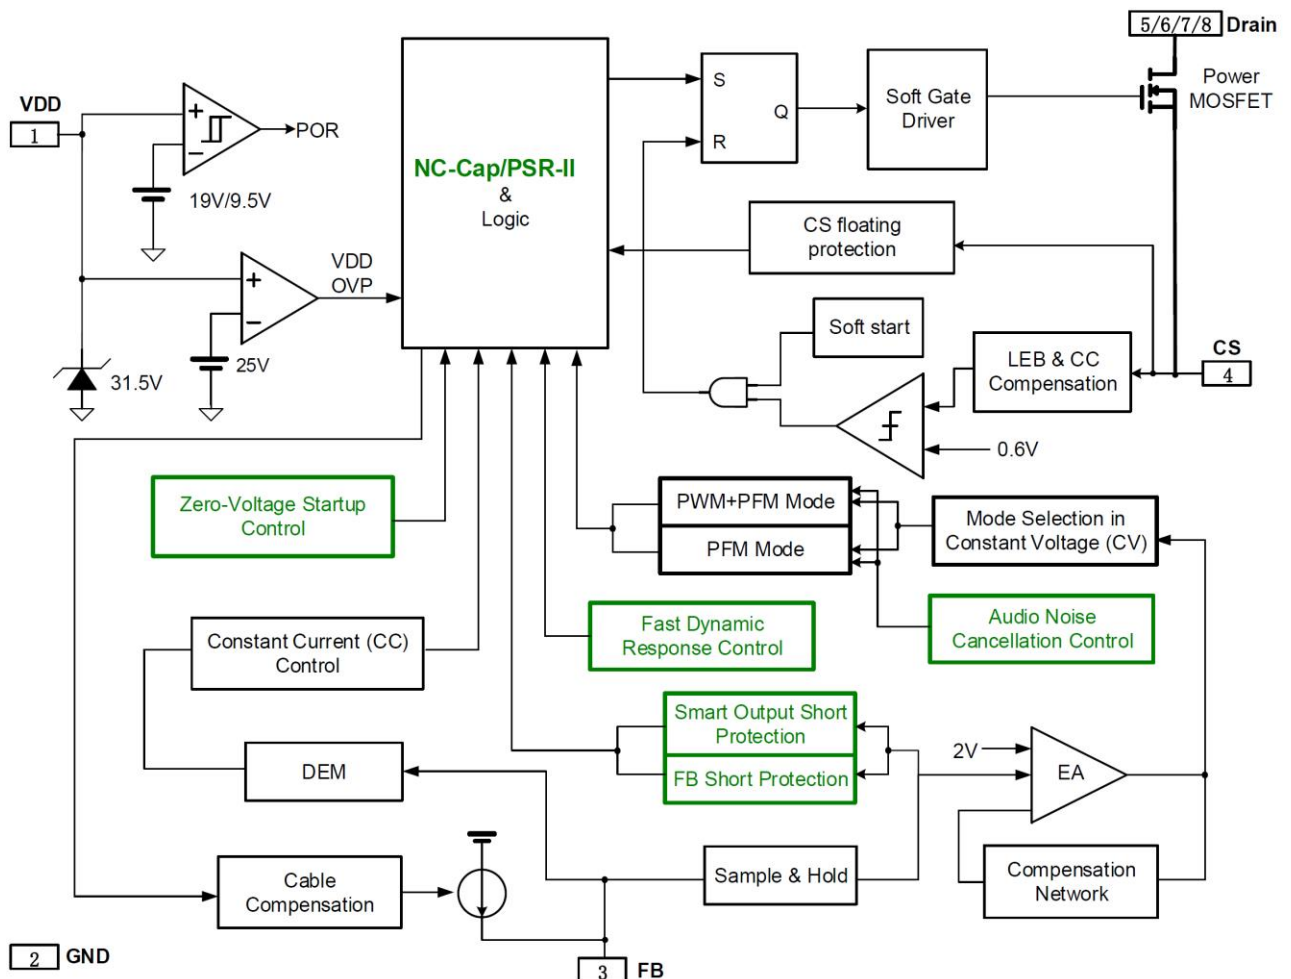 5/6/7/8 Drain
Power
MOSFET
VDD
1
POR
19V/9.5V
NC-Cap/PSR-II
&
Logic
S
R
Q
Soft Gate
Driver
CS floating
protection
VDD
OVP
25V
31.5V
Soft start
LEB & CC
Compensation
CS
4
0.6V
Zero-Voltage Startup
Control
PWM+PFM Mode
PFM Mode
Mode Selection in
Constant Voltage (CV)
Constant Current (CC)
Control
Fast Dynamic
Response Control
Audio Noise
Cancellation Control
Smart Output Short
Protection
FB Short Protection
DEM
2V
EA
Cable
Compensation
Sample & Hold
Compensation
Network
2 GND
3 FB